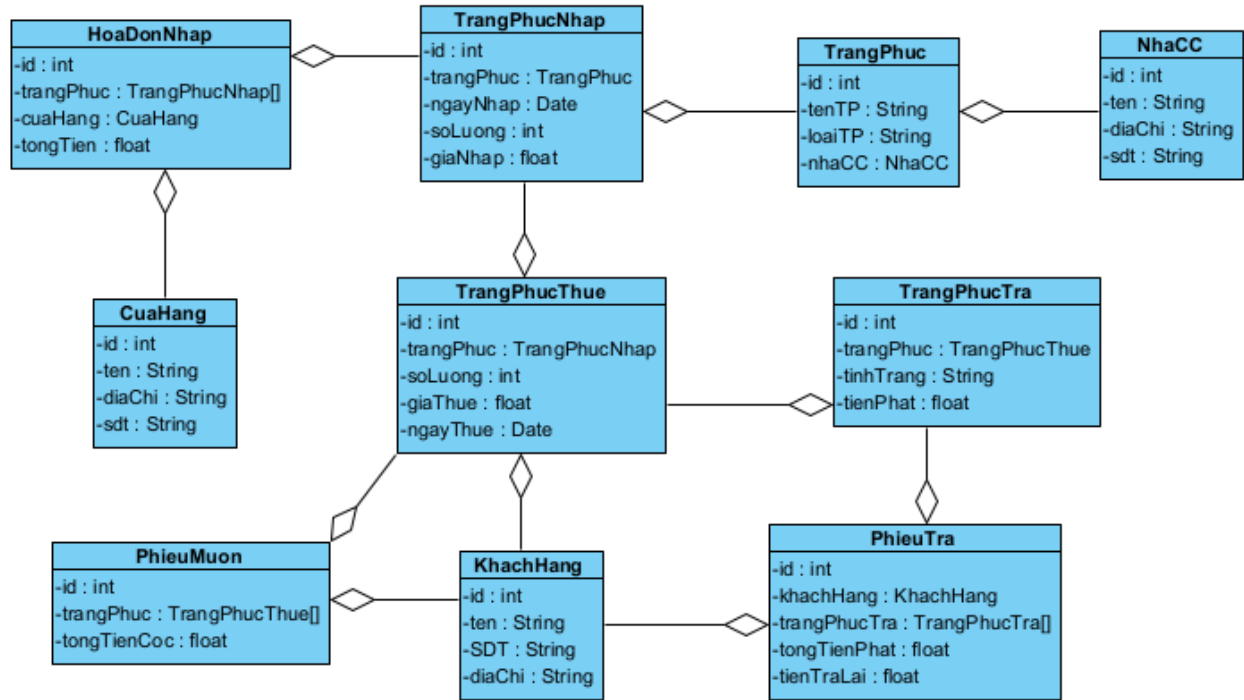 HoaDonNhap
-id : int
-trangPhuc : TrangPhucNhap[]
-cuaHang : CuaHang
-tongTien : float
TrangPhucNhap
-id : int
-trangPhuc : TrangPhuc
-ngayNhap : Date
-soLuong : int
-giaNhap : float
TrangPhuc
-id : int
-tenTP : String
-loaiTP : String
-nhaCC : NhaCC
NhaCC
-id : int
-ten : String
-diaChi : String
-sdt : String
CuaHang
-id : int
-ten : String
-diaChi : String
-sdt : String
TrangPhucThue
-id : int
-trangPhuc : TrangPhucNhap
-soLuong : int
-giaThue : float
-ngayThue : Date
TrangPhucTra
-id : int
-trangPhuc : TrangPhucThue
-tinhTrang : String
-tienPhat : float
PhieuMuon
-id : int
-trangPhuc : TrangPhucThue[]
-tongTienCoc : float
KhachHang
-id : int
-ten : String
-SDT : String
-diaChi : String
PhieuTra
-id : int
-khachHang : KhachHang
-trangPhucTra : TrangPhucTra[]
-tongTienPhat : float
-tienTraLai : float